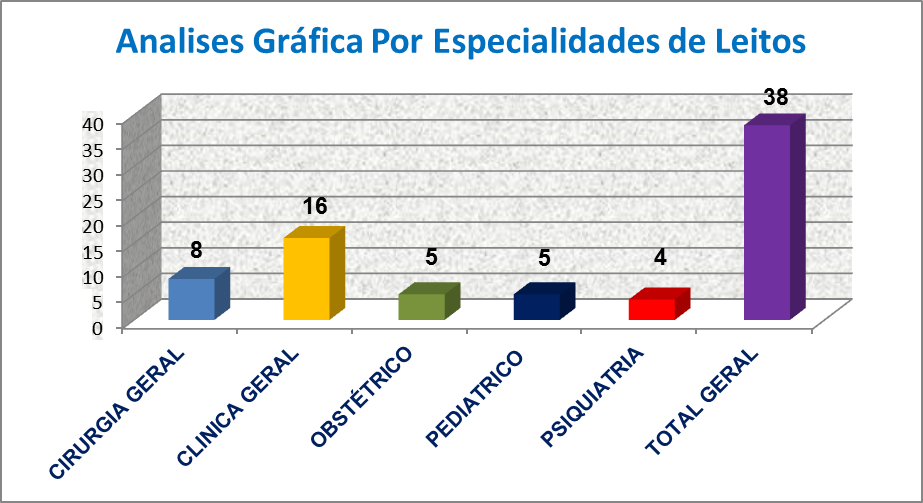 Analises Gráfica Por Especialidades de Leitos
40
35
30
25
20
15
10
5
0
8
16
5
5
4
38
CIRURGIA GERAL
CLINICA GERAL
OBSTÉTRICO
PEDIATRICO
PSIQUIATRIA
TOTAL GERAL